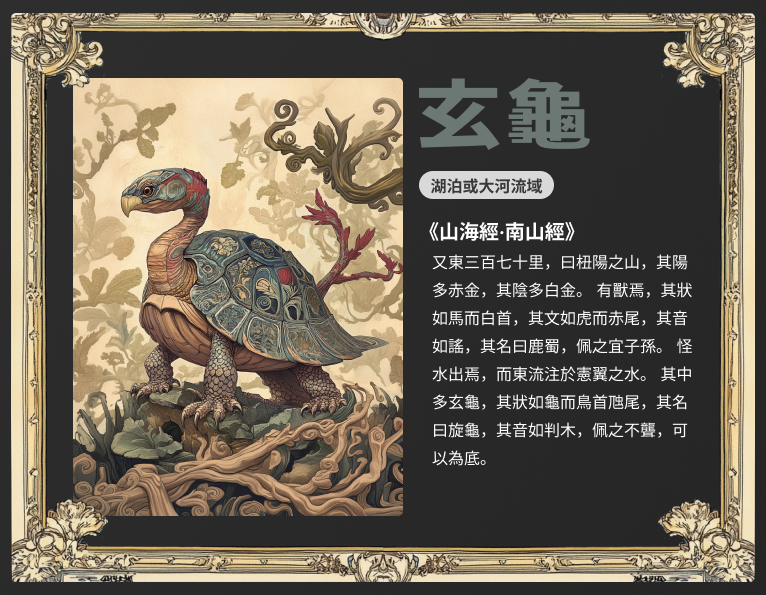 玄龜
湖泊或大河流域
《山海經·南山經》
又東三百七十里，曰杻陽之山，其陽
多赤金，其陰多白金。 有獸焉，其狀
如馬而白首，其文如虎而赤尾，其音
如謠，其名曰鹿蜀，佩之宜子孫。 怪
水出焉，而東流注於憲翼之水。 其中
多玄龜，其狀如龜而鳥首虺尾，其名
曰旋龜，其音如判木，佩之不聾，可
以為底。